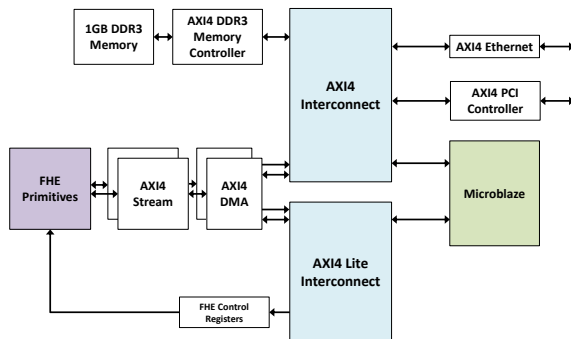 1GB DDR3
Memory
AXI4 DDR3
Memory
Controller
AXI4
Interconnect
AXI4 Ethernet
AXI4 PCI
Controller
FHE
Primitives
AXI4
Stream
AXI4
DMA
Microblaze
AXI4 Lite
Interconnect
FHE Control
Registers